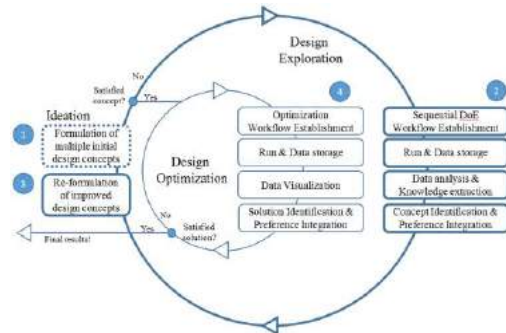 Design
Exploration
No
Satisfied
concept?
Yes
4
2
Ideation
1
Formulation of
multiple initial
design concepts
3
Re-formulation
of improved
design concepts
Design
Optimization
Optimization
Workflow Establishment
Run & Data storage
Data Visualization
Solution Identification &
Preference Integration
Sequential DoE
Workflow Establishment
Run & Data storage
Data analysis &
Knowledge extraction
Concept Identification &
Preference Integration
No
Yes
Satisfied
solution?
Final results!